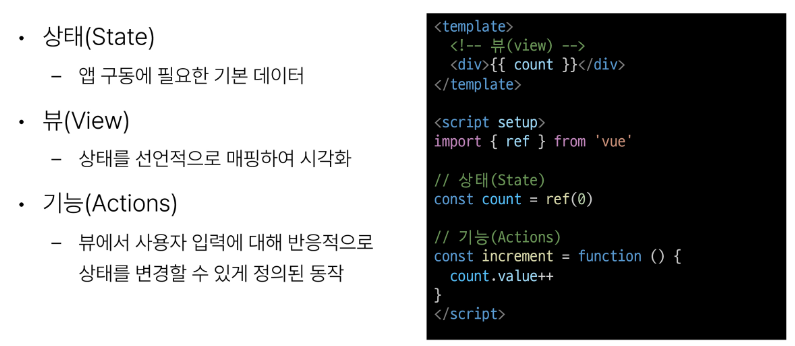 • 상태(State)
– 앱 구동에 필요한 기본 데이터
• 뷰(View)
– 상태를 선언적으로 매핑하여 시각화
• 기능(Actions)
– 뷰에서 사용자 입력에 대해 반응적으로
상태를 변경할 수 있게 정의된 동작
<template>
  <!-- 뷰(view) -->
  <div>{{ count }}</div>
</template>

<script setup>
import { ref } from 'vue'

// 상태(State)
const count = ref(0)

// 기능(Actions)
const increment = function () {
  count.value++
}
</script>